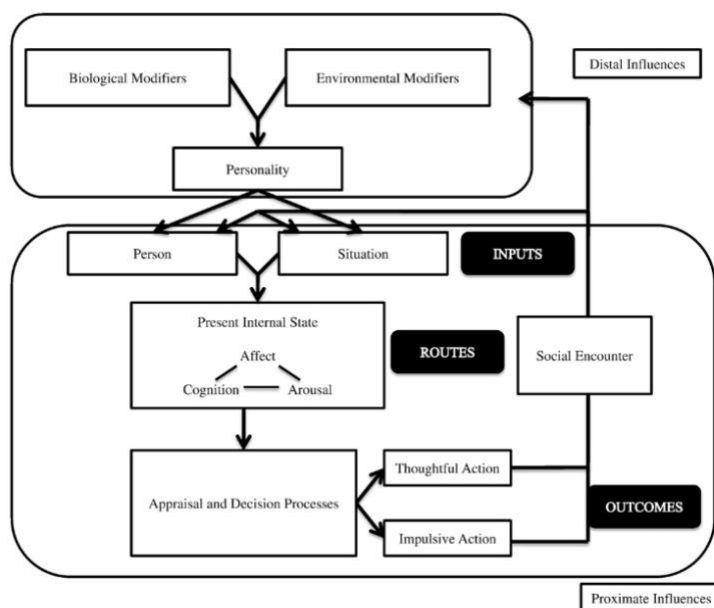 Biological Modifiers
Environmental Modifiers
Distal Influences
Personality
Person
Situation
INPUTS
Present Internal State
Affect
Cognition
Arousal
ROUTES
Social Encounter
Appraisal and Decision Processes
Thoughtful Action
Impulsive Action
OUTCOMES
Proximate Influences